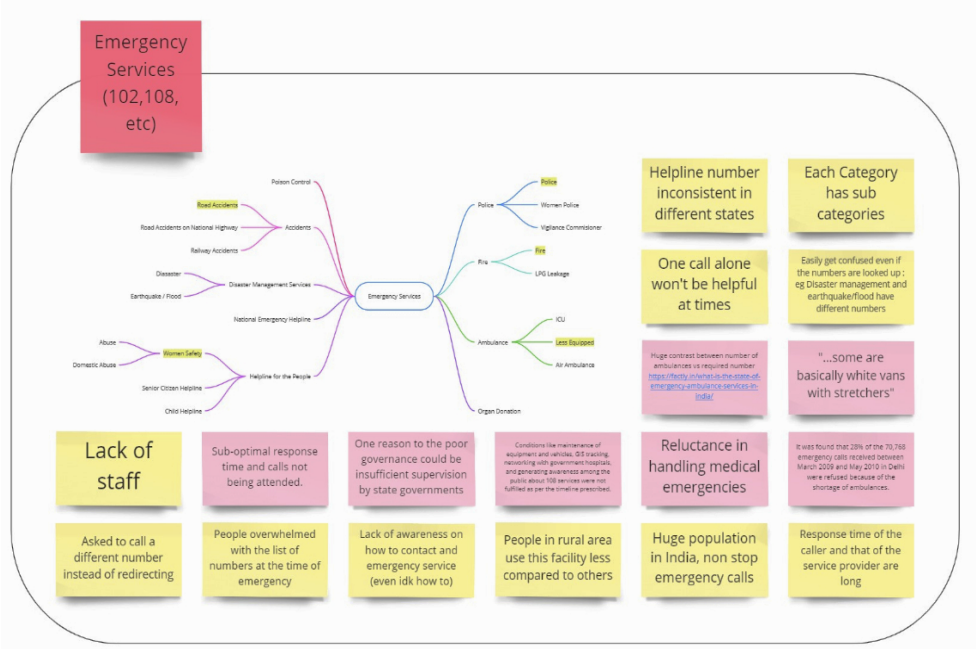 Emergency
Services
(102,108,
etc)
Poison Control
Road Accidents
Road Accidents on National Highway
Railway Accidents
Accidents
Diseaster
Earthquake / Flood
Disaster Management Services
National Emergency Helpline
Abuse
Domestic Abuse
Women Safety
Senior Citizen Helpline
Child Helpline
Helpline for the People
Emergency Services
Police
Police
Women Police
Vigilance Commisioner
Fire
Fire
LPG Leakage
Ambulance
ICU
Less Equipped
Air Ambulance
Organ Donation
Helpline number
inconsistent in
different states
Each Category
has sub
categories
One call alone
won't be helpful
at times
Easily get confused even if
the numbers are looked up :
eg Disaster management and
earthquake/flood have
different numbers
Huge contrast between number of
ambulances vs required number
https://factly.in/what-is-the-state-of-
emergency-ambulance-services-in-
india/
"...some are
basically white vans
with stretchers"
Lack of
staff
Sub-optimal response
time and calls not
being attended.
One reason to the poor
governance could be
insufficient supervision
by state governments
Conditions like maintenance of
equipment and vehicles, GIS tracking,
networking with government hospitals,
and generating awareness among the
public about 108 services were not
fulfilled as per the timeline prescribed.
Reluctance in
handling medical
emergencies
It was found that 28% of the 70,768
emergency calls received between
March 2009 and May 2010 in Delhi
were refused because of the
shortage of ambulances.
Asked to call a
different number
instead of redirecting
People overwhelmed
with the list of
numbers at the time of
emergency
Lack of awareness on
how to contact and
emergency service
(even idk how to)
People in rural area
use this facility less
compared to others
Huge population
in India, non stop
emergency calls
Response time of the
caller and that of the
service provider are
long